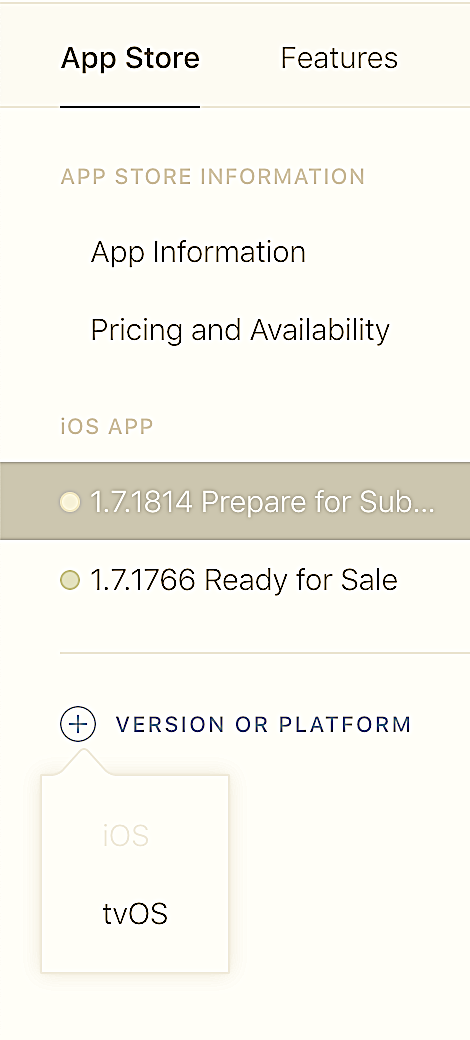 App Store Features
APP STORE INFORMATION
App Information
Pricing and Availability
iOS APP
1.7.1814 Prepare for Sub...
1.7.1766 Ready for Sale
VERSION OR PLATFORM
iOS
tvOS